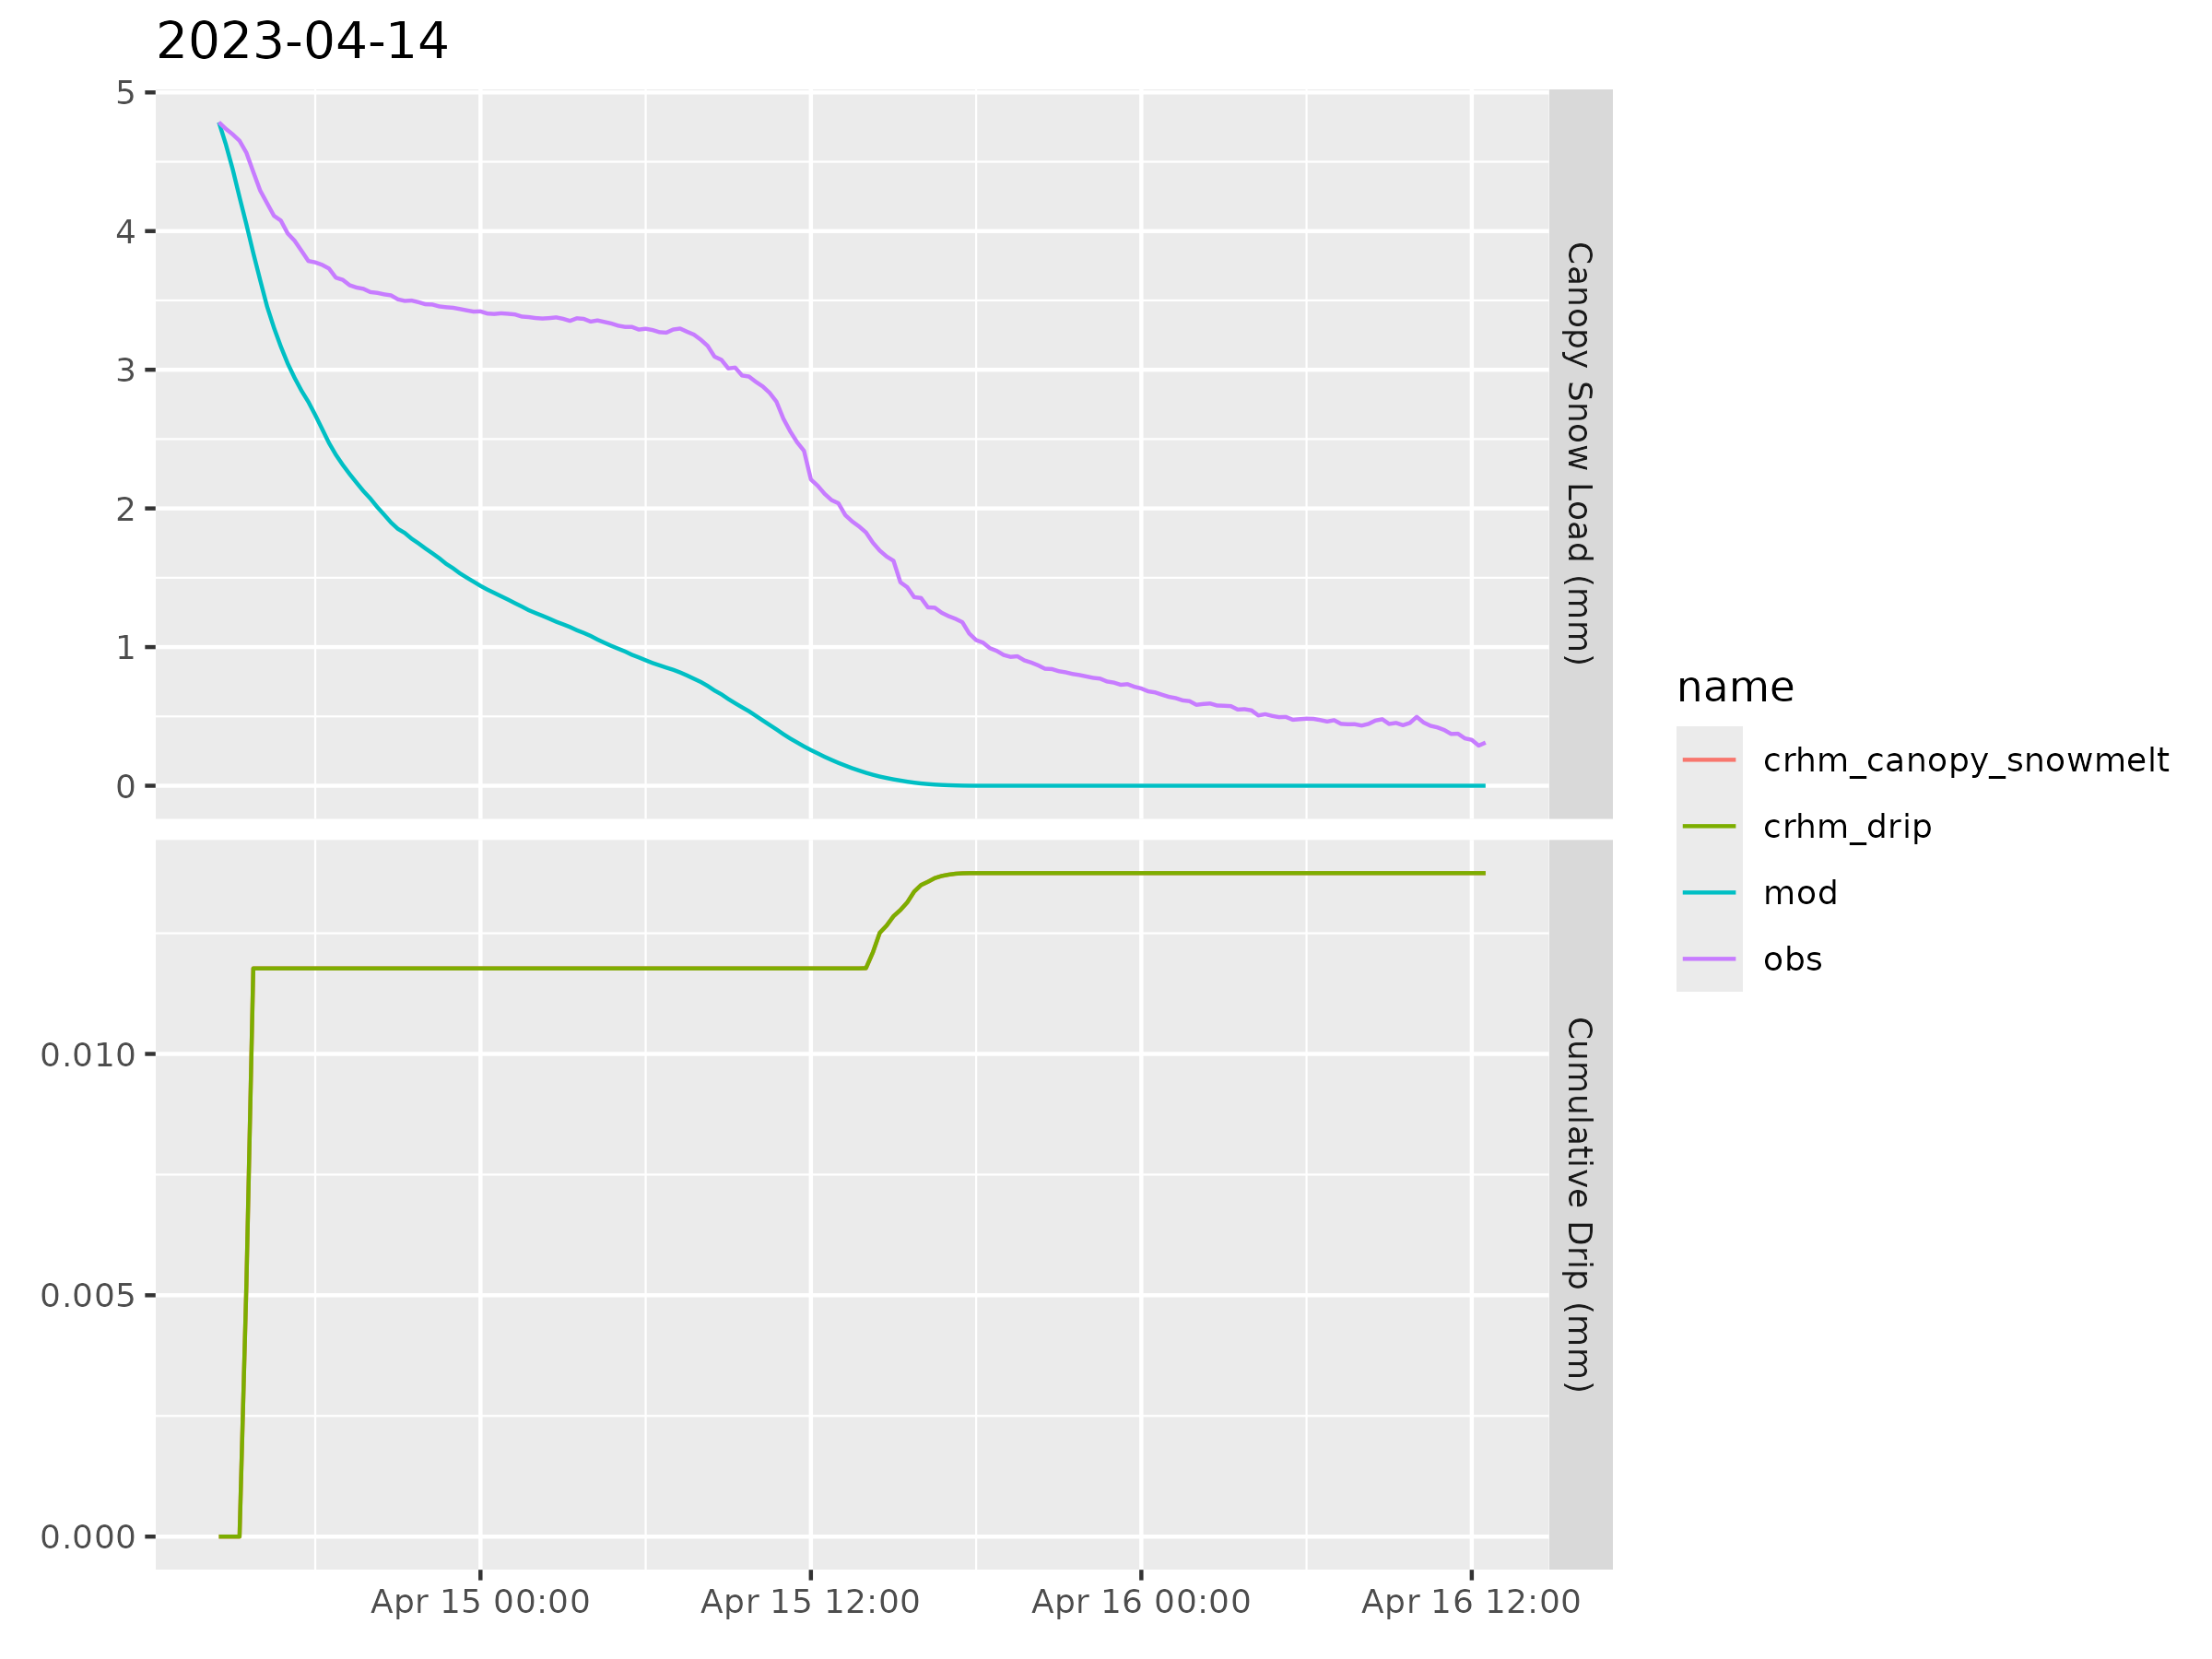 2023-04-14
5
4
3
2
1
0
Canopy Snow Load (mm)
0.010
0.005
0.000
Cumulative Drip (mm)
Apr 15 00:00
Apr 15 12:00
Apr 16 00:00
Apr 16 12:00
name
crhm_canopy_snowmelt
crhm_drip
mod
obs